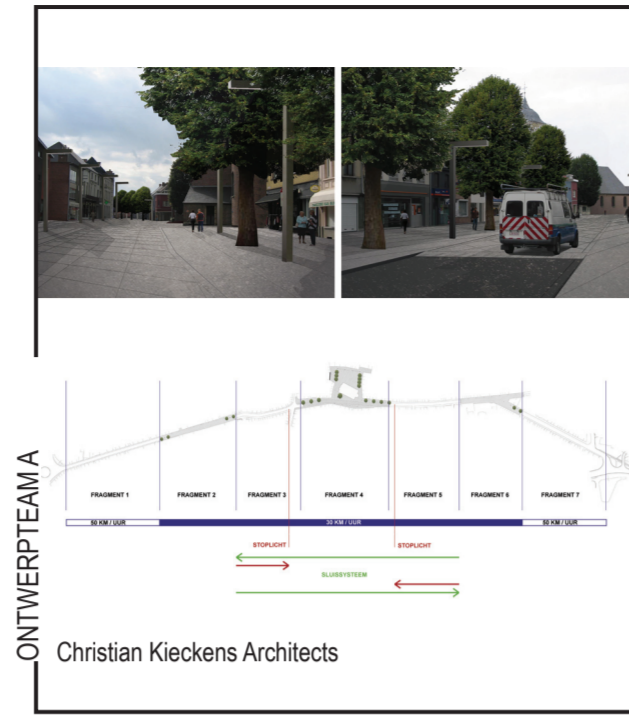 ONTWERPTEAM A
FRAGMENT 1 FRAGMENT 2 FRAGMENT 3 FRAGMENT 4 FRAGMENT 5 FRAGMENT 6 FRAGMENT 7
50 KM / UUR 30 KM / UUR 50 KM / UUR
STOPLICHT STOPLICHT
SLUISSYSTEEM
Christian Kieckens Architects